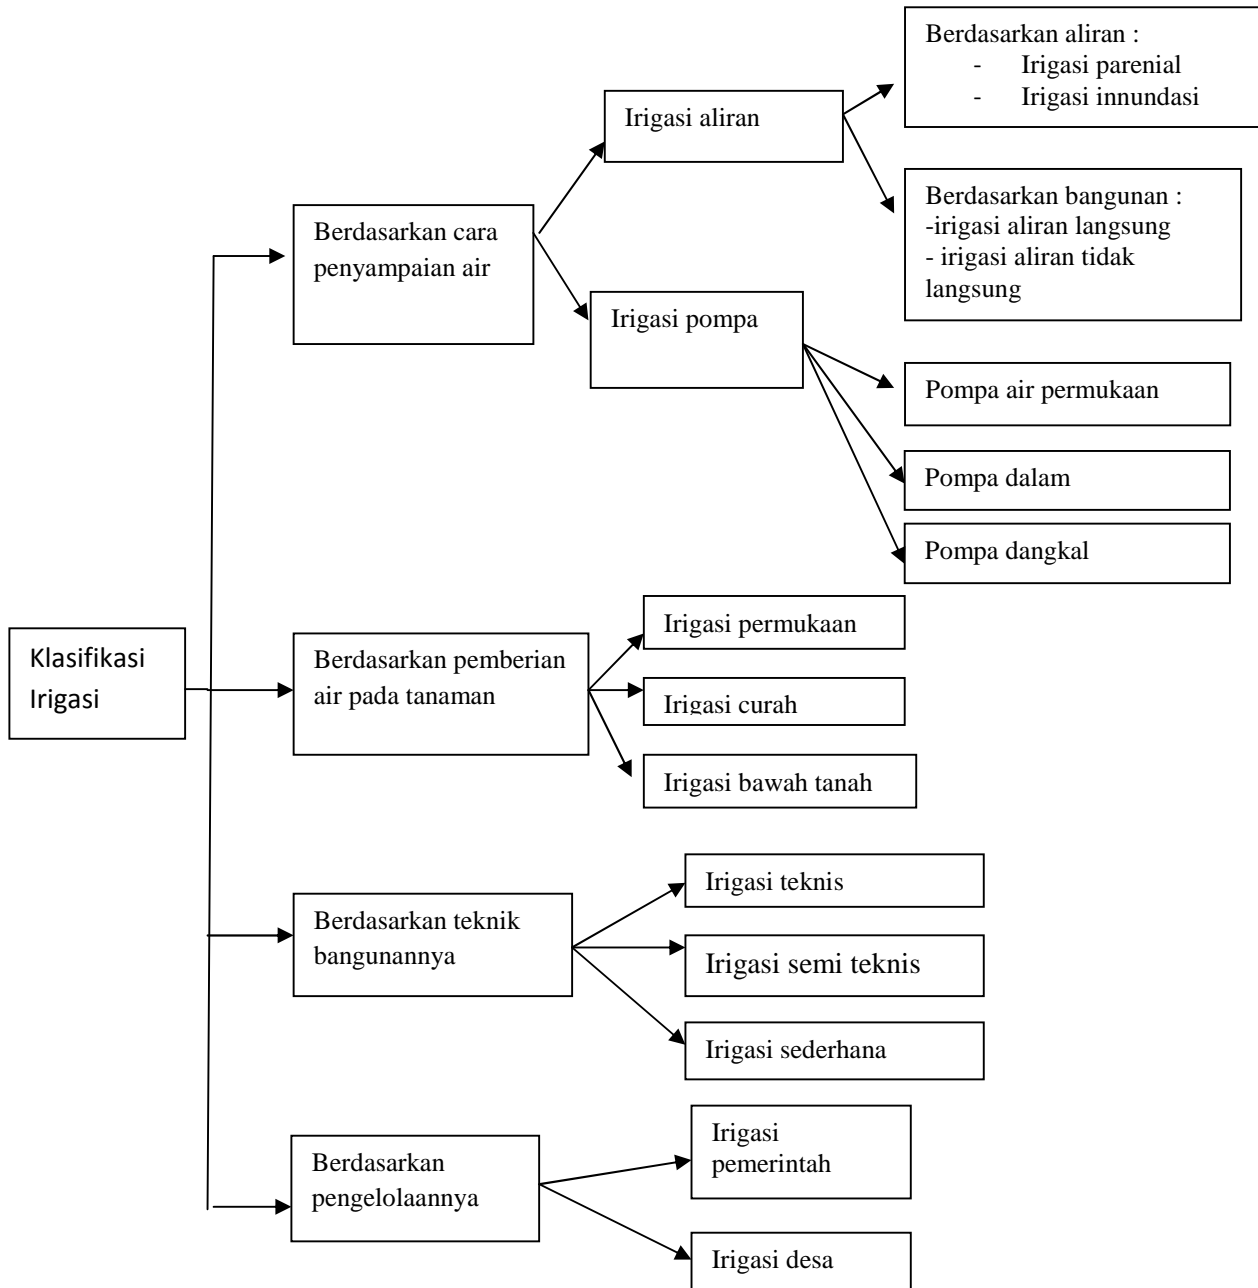 Klasifikasi
Irigasi
Berdasarkan cara
penyampaian air
Irigasi aliran
Berdasarkan aliran :
- Irigasi parenial
- Irigasi innundasi
Berdasarkan bangunan :
-irigasi aliran langsung
- irigasi aliran tidak
langsung
Irigasi pompa
Pompa air permukaan
Pompa dalam
Pompa dangkal
Berdasarkan pemberian
air pada tanaman
Irigasi permukaan
Irigasi curah
Irigasi bawah tanah
Berdasarkan teknik
bangunannya
Irigasi teknis
Irigasi semi teknis
Irigasi sederhana
Berdasarkan
pengelolaannya
Irigasi
pemerintah
Irigasi desa